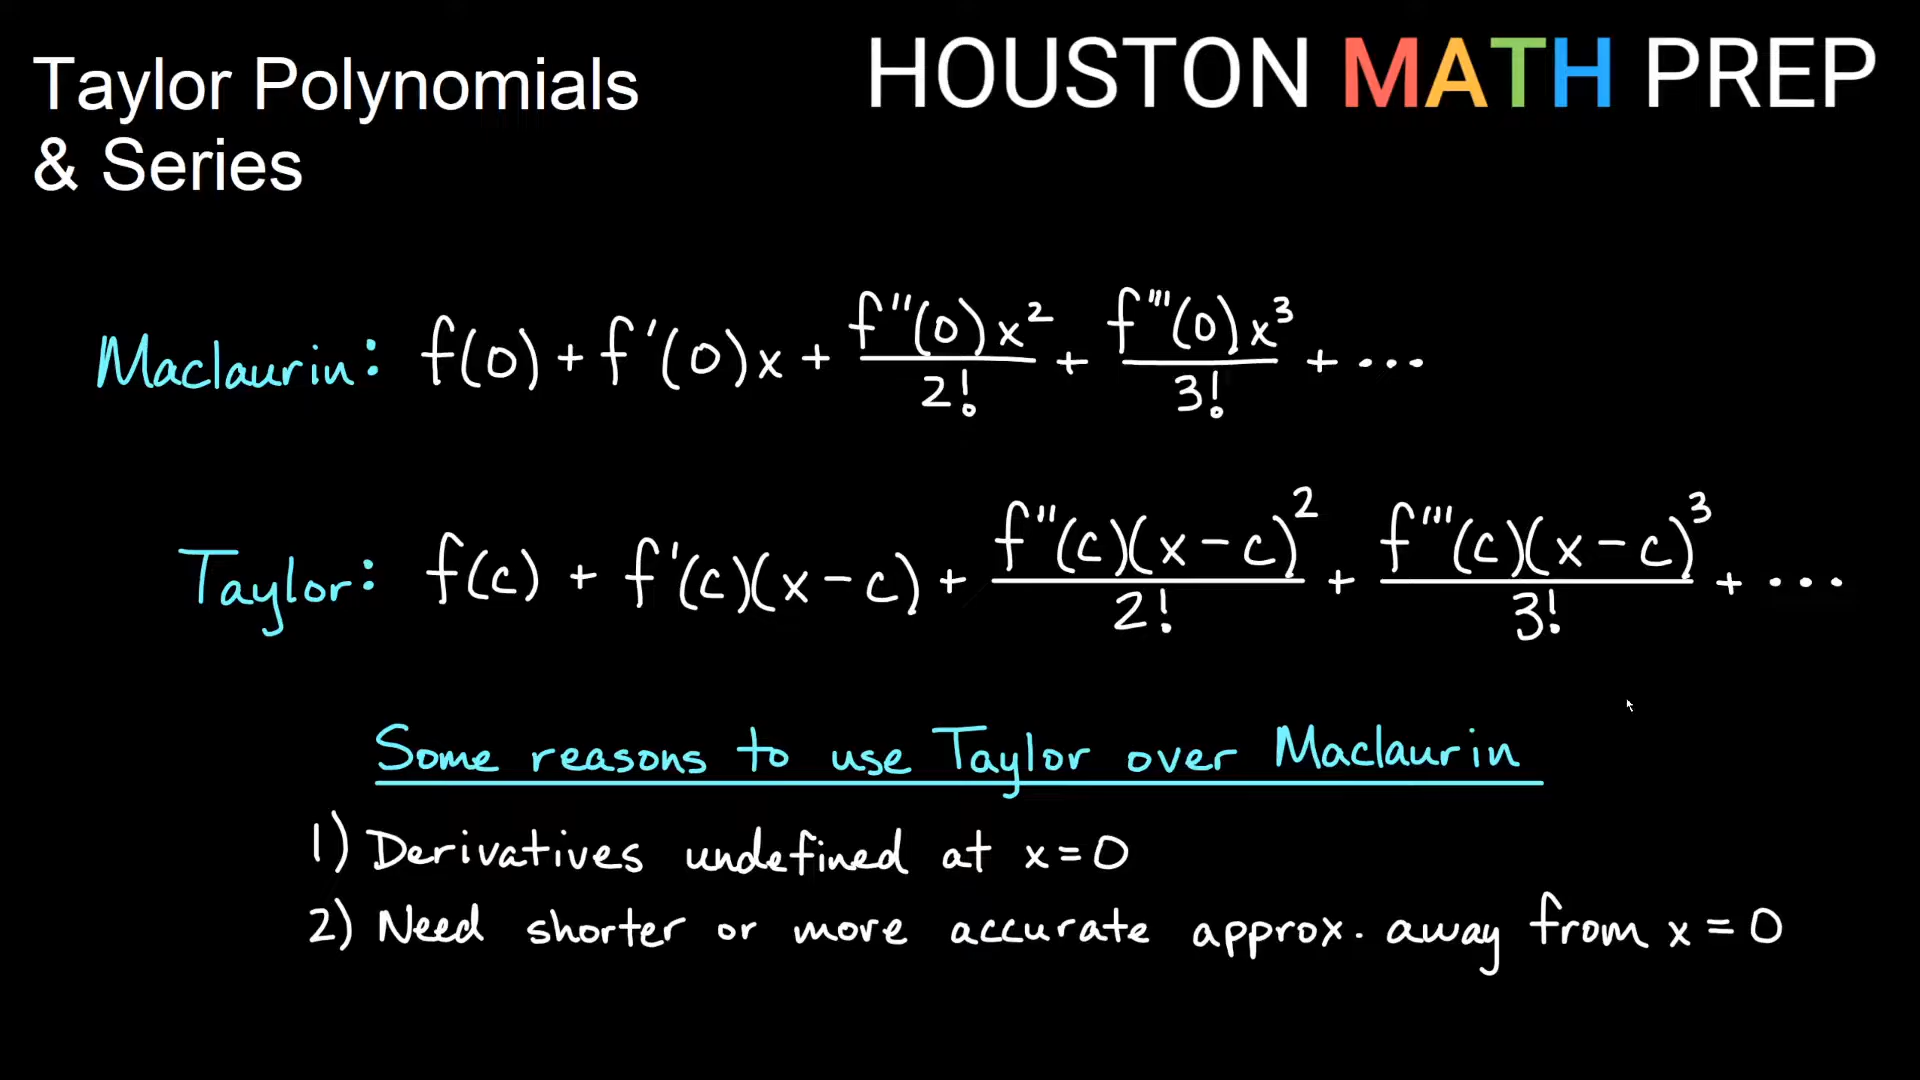 Taylor Polynomials
& Series
HOUSTON MATH PREP
Maclaurin: f(0) + f'(0)x + f''(0)x²/2! + f'''(0)x³/3! + ...
Taylor: f(c) + f'(c)(x-c) + f''(c)(x-c)²/2! + f'''(c)(x-c)³/3! + ...
Some reasons to use Taylor over Maclaurin
1) Derivatives undefined at x=0
2) Need shorter or more accurate approx. away from x = 0